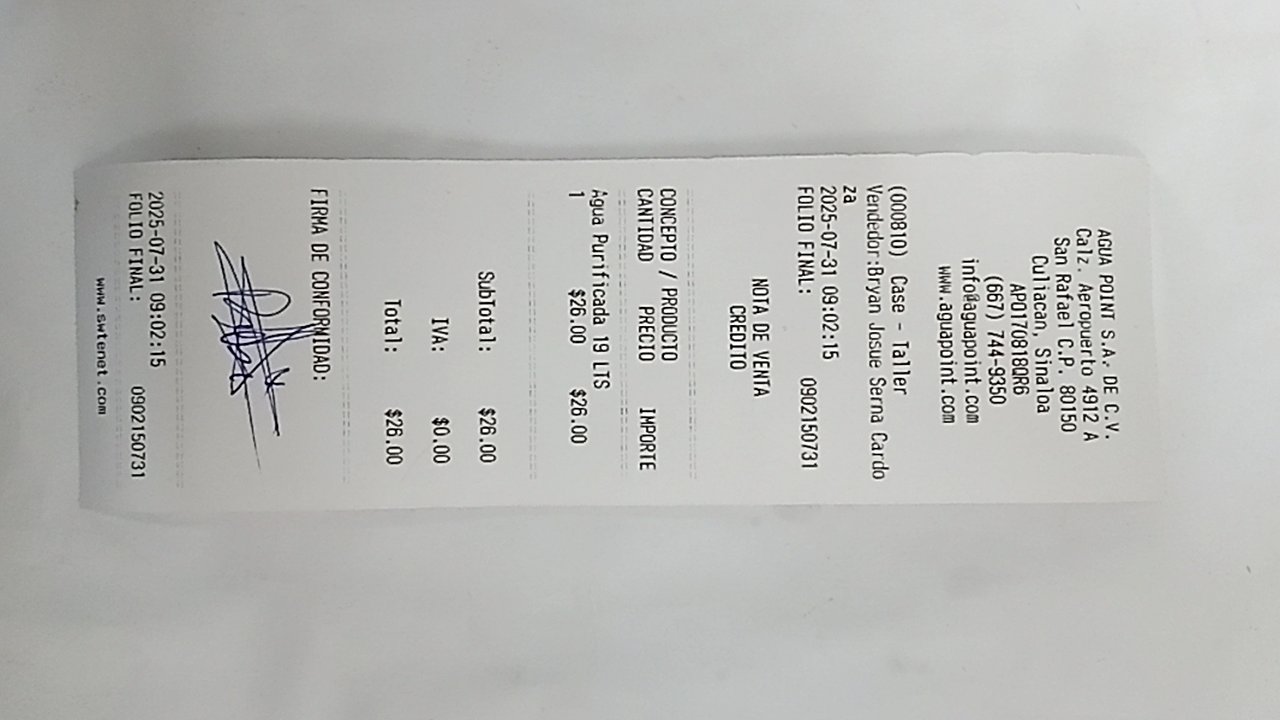 AGUA POINT S.A. DE C.V.
Calz. Aeropuerto 4912 A
San Rafael C.P. 80150
Culiacan, Sinaloa
APO170818QR6
(667) 744-9350
info@aguapoint.com
www.aguapoint.com
(000810) Case - Taller
Vendedor:Bryan Josue Serna Cardo
za
2025-07-31 09:02:15
FOLIO FINAL: 0902150731
NOTA DE VENTA
CREDITO
CONCEPTO / PRODUCTO
CANTIDAD PRECIO IMPORTE
Agua Purificada 19 LTS
1 $26.00 $26.00
SubTotal: $26.00
IVA: $0.00
Total: $26.00
FIRMA DE CONFORMIDAD:
2025-07-31 09:02:15
FOLIO FINAL: 0902150731
www.swtenet.com